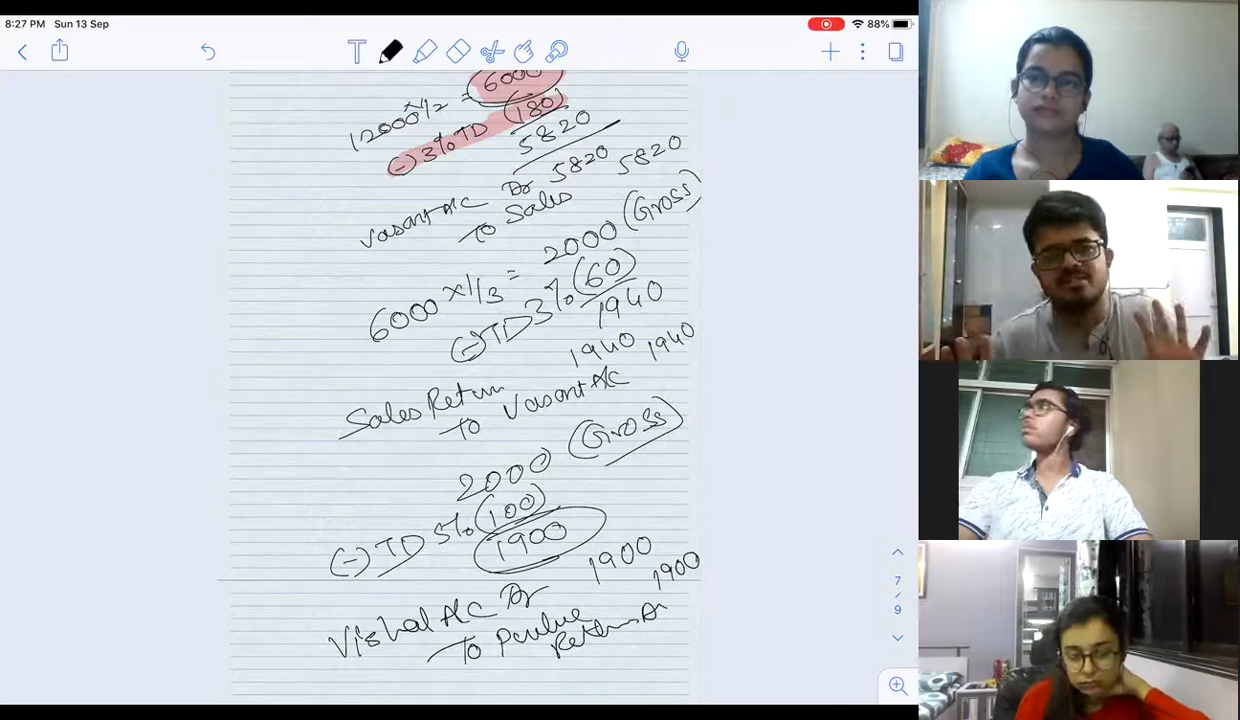 8:27 PM Sun 13 Sep
88%
T
12000 x 1/2 = 6000
(-) 3% TD (180)
5820
Vasant A/c Dr 5820
To Sales 5820
6000 x 1/3 = 2000 (Gross)
(-) TD 3% (60)
1940
Sales Return 1940
To Vasant A/c 1940
2000 (Gross)
(-) TD 5% (100)
1900
Vishal A/c Dr 1900
To Return A 1900
7
/
9